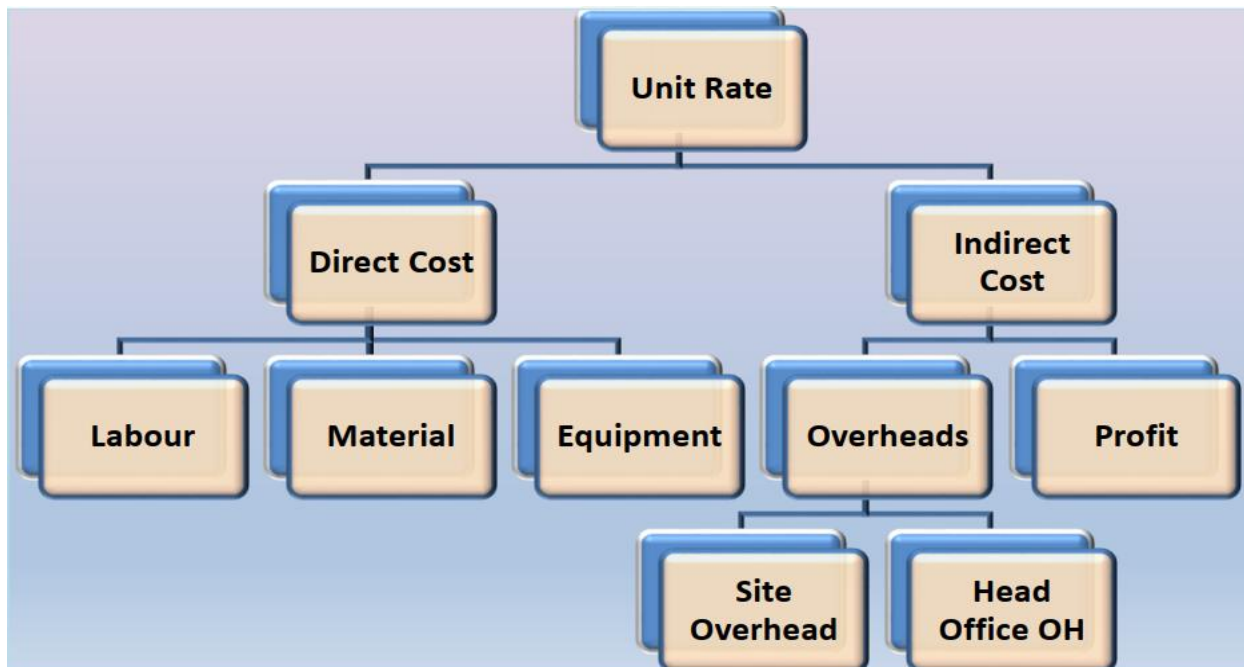 Unit Rate
Direct Cost
Indirect
Cost
Labour
Material
Equipment
Overheads
Profit
Site
Overhead
Head
Office OH